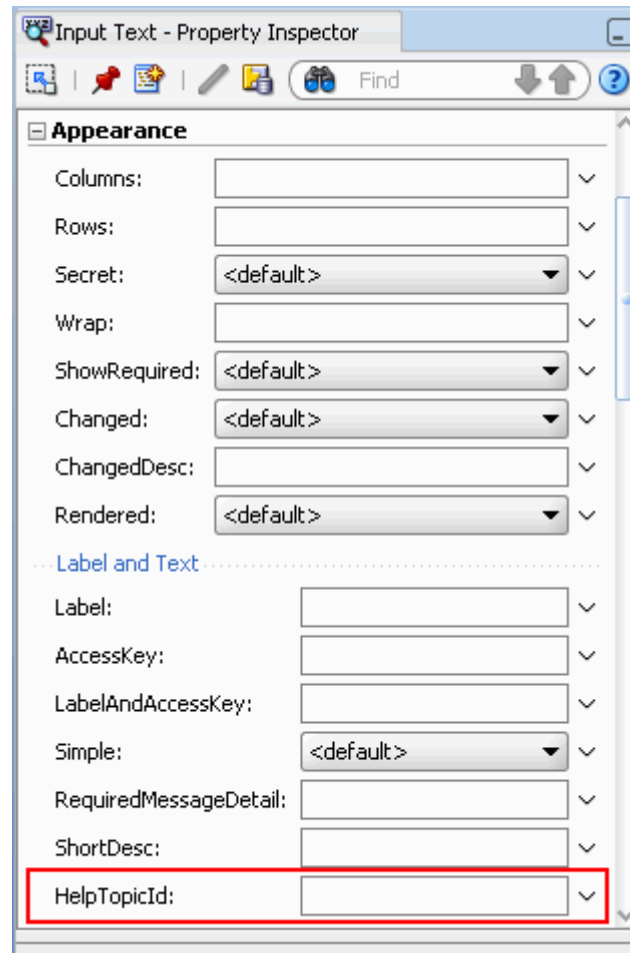 XYZ
Input Text - Property Inspector
Find
?
Appearance
Columns:
Rows:
Secret: <default>
Wrap:
ShowRequired: <default>
Changed: <default>
ChangedDesc:
Rendered: <default>
Label and Text
Label:
AccessKey:
LabelAndAccessKey:
Simple: <default>
RequiredMessageDetail:
ShortDesc:
HelpTopicId: